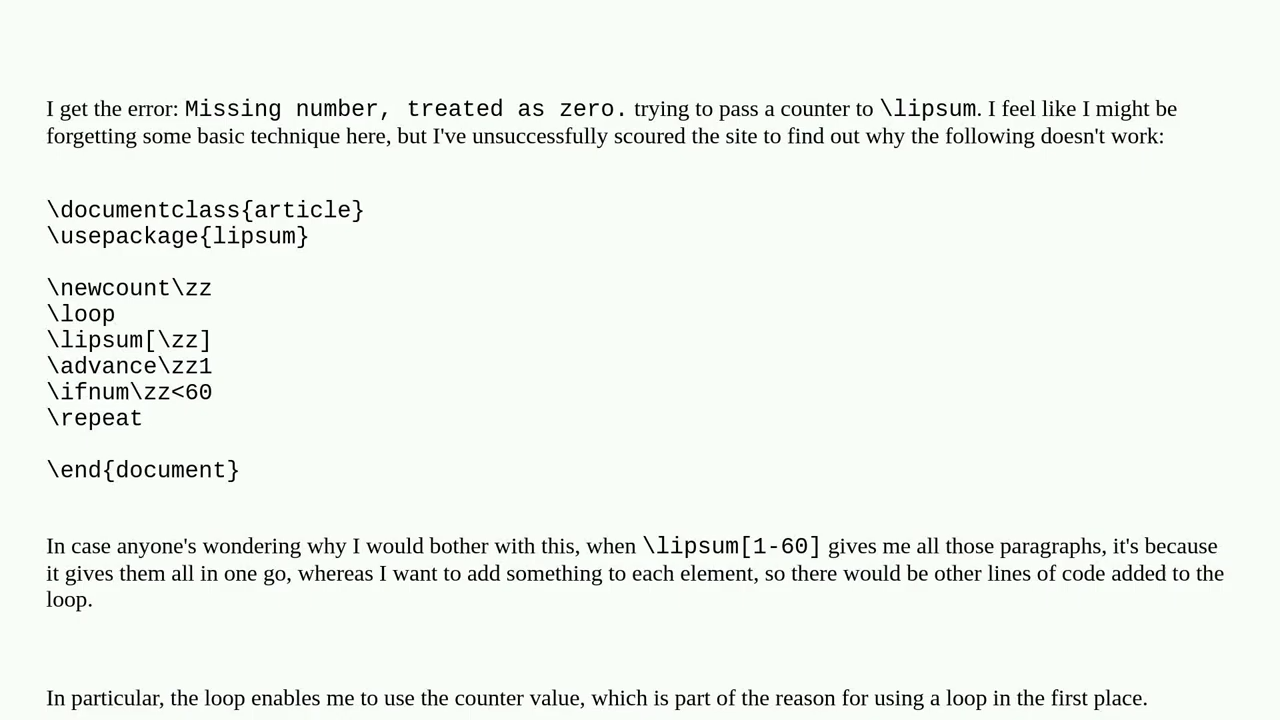 I get the error: Missing number, treated as zero. trying to pass a counter to \lipsum. I feel like I might be
forgetting some basic technique here, but I've unsuccessfully scoured the site to find out why the following doesn't work:
\documentclass{article}
\usepackage{lipsum}
\newcount\zz
\loop
\lipsum[\zz]
\advance\zz1
\ifnum\zz<60
\repeat
\end{document}
In case anyone's wondering why I would bother with this, when \lipsum[1-60] gives me all those paragraphs, it's because
it gives them all in one go, whereas I want to add something to each element, so there would be other lines of code added to the
loop.
In particular, the loop enables me to use the counter value, which is part of the reason for using a loop in the first place.